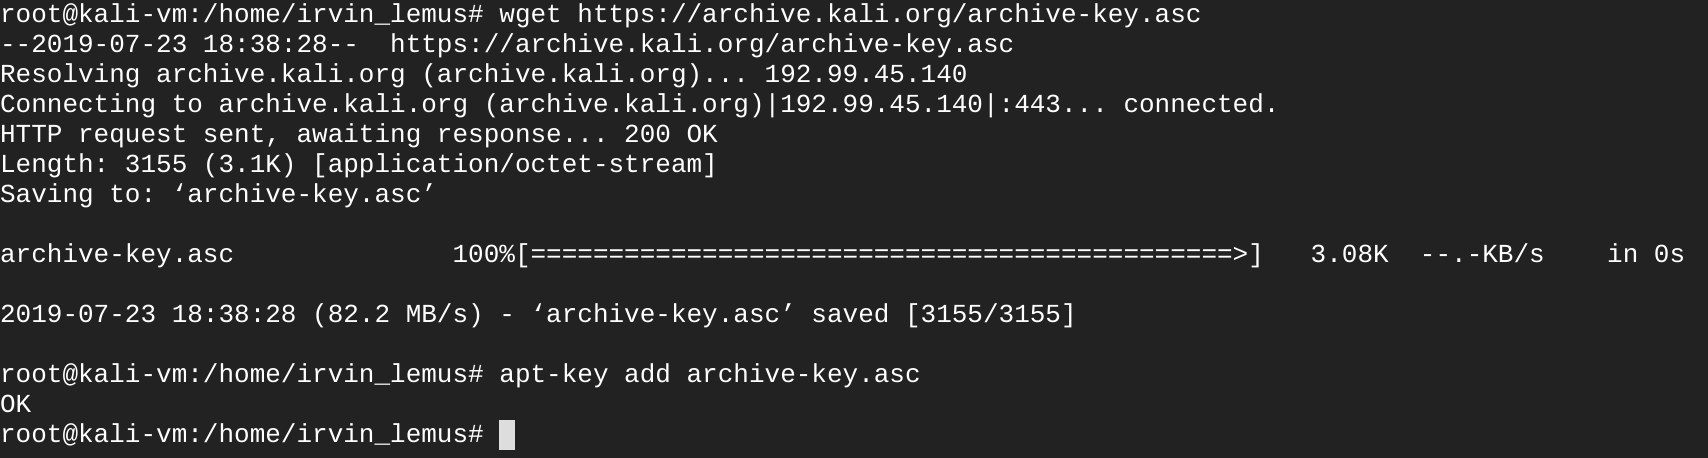 root@kali-vm:/home/irvin_lemus# wget https://archive.kali.org/archive-key.asc
--2019-07-23 18:38:28--  https://archive.kali.org/archive-key.asc
Resolving archive.kali.org (archive.kali.org)... 192.99.45.140
Connecting to archive.kali.org (archive.kali.org)|192.99.45.140|:443... connected.
HTTP request sent, awaiting response... 200 OK
Length: 3155 (3.1K) [application/octet-stream]
Saving to: ‘archive-key.asc’
archive-key.asc              100%[=============================================>]   3.08K  --.-KB/s    in 0s
2019-07-23 18:38:28 (82.2 MB/s) - ‘archive-key.asc’ saved [3155/3155]
root@kali-vm:/home/irvin_lemus# apt-key add archive-key.asc
OK
root@kali-vm:/home/irvin_lemus#